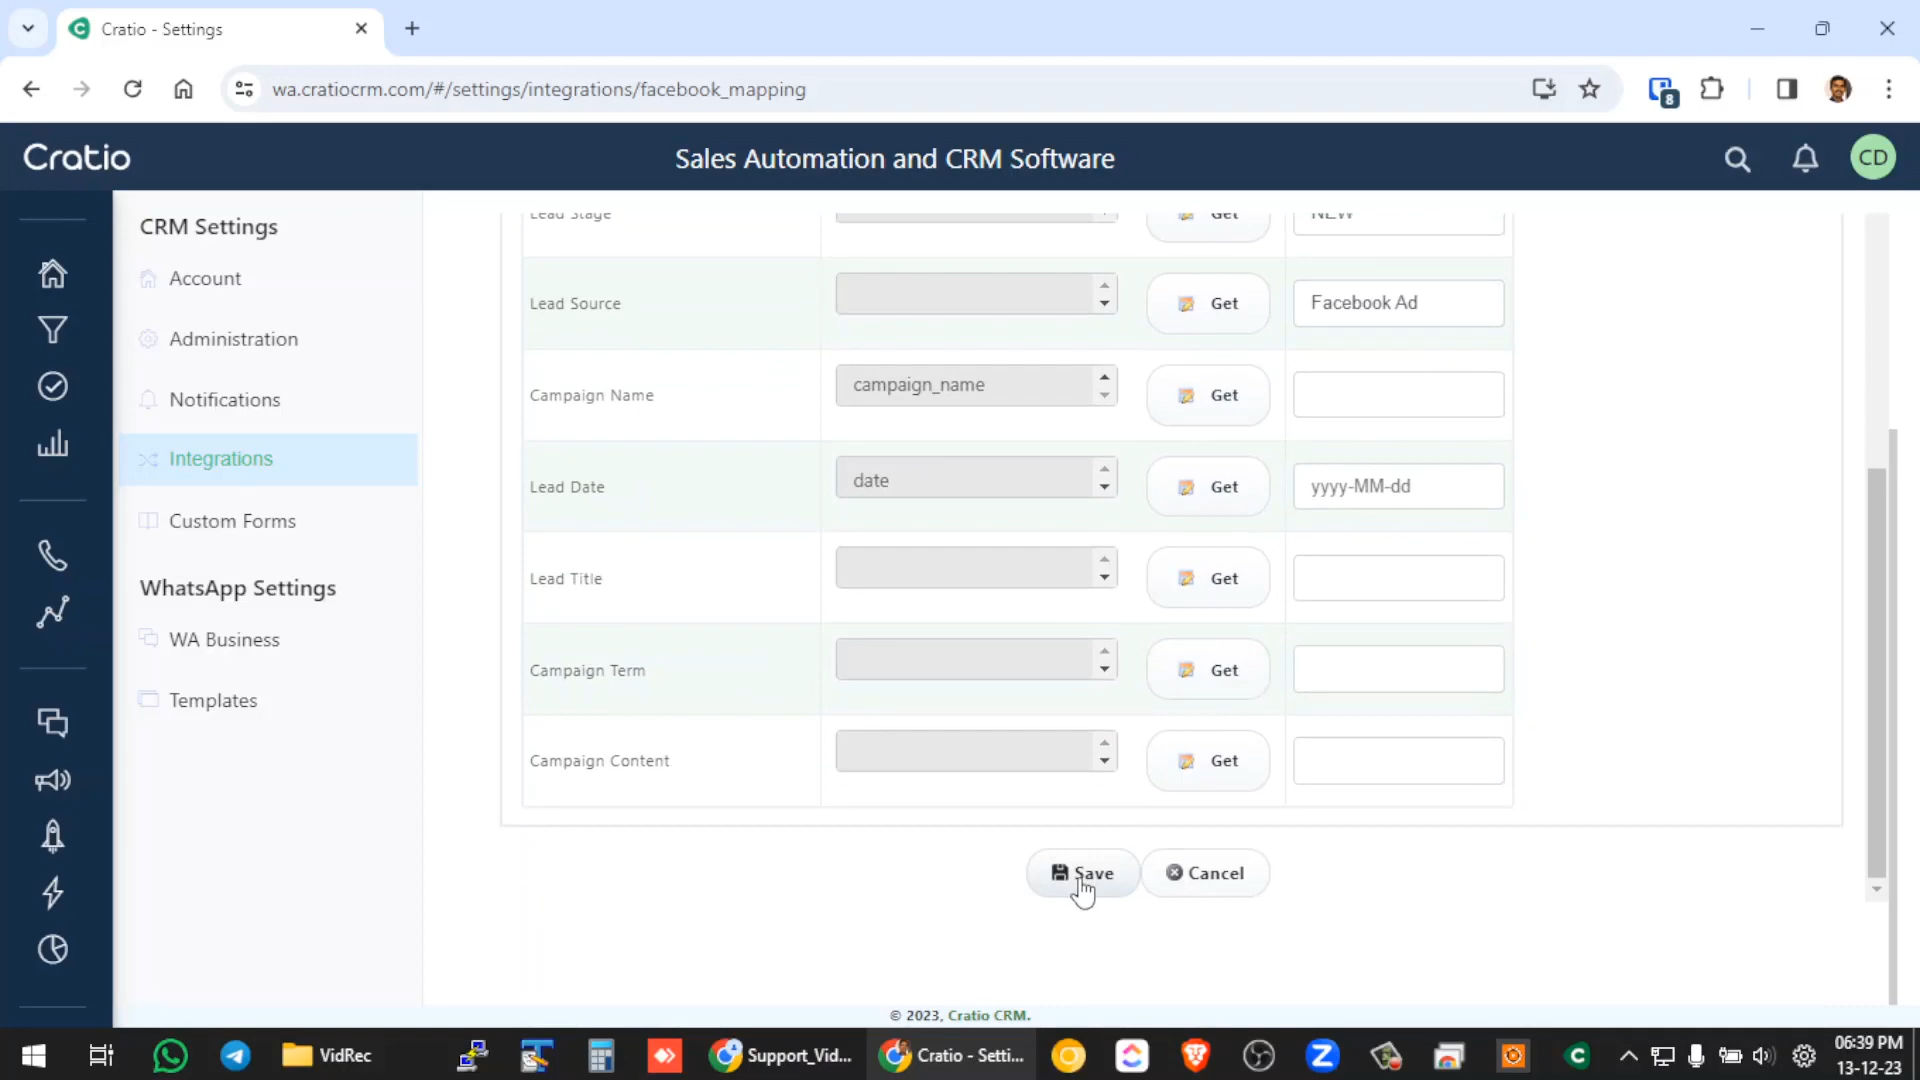 Cratio - Settings
wa.cratiocrm.com/#/settings/integrations/facebook_mapping
8
Cratio
Sales Automation and CRM Software
CD
CRM Settings
Account
Administration
Notifications
Integrations
Custom Forms
WhatsApp Settings
WA Business
Templates
Lead Stage
Get
NEW
Lead Source
Get
Facebook Ad
Campaign Name
campaign_name
Get
Lead Date
date
Get
yyyy-MM-dd
Lead Title
Get
Campaign Term
Get
Campaign Content
Get
Save
Cancel
© 2023, Cratio CRM.
VidRec
Support_Vid...
Cratio - Setti...
06:39 PM
13-12-23